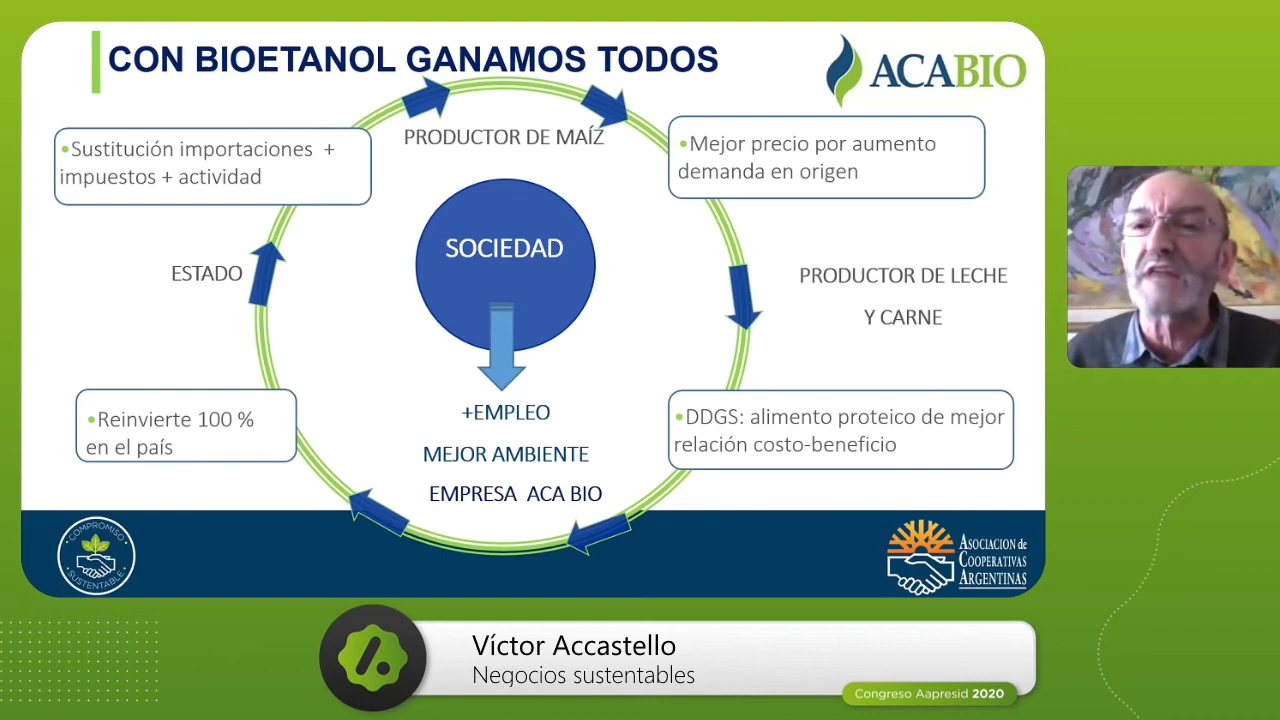 CON BIOETANOL GANAMOS TODOS
ACABIO
PRODUCTOR DE MAÍZ
•Sustitución importaciones +
impuestos + actividad
•Mejor precio por aumento
demanda en origen
SOCIEDAD
ESTADO
PRODUCTOR DE LECHE
Y CARNE
•Reinvierte 100 %
en el país
+EMPLEO
MEJOR AMBIENTE
EMPRESA ACA BIO
•DDGS: alimento proteico de mejor
relación costo-beneficio
COMPROMISO
SUSTENTABLE
ASOCIACION de
COOPERATIVAS
ARGENTINAS
Víctor Accastello
Negocios sustentables
Congreso Aapresid 2020